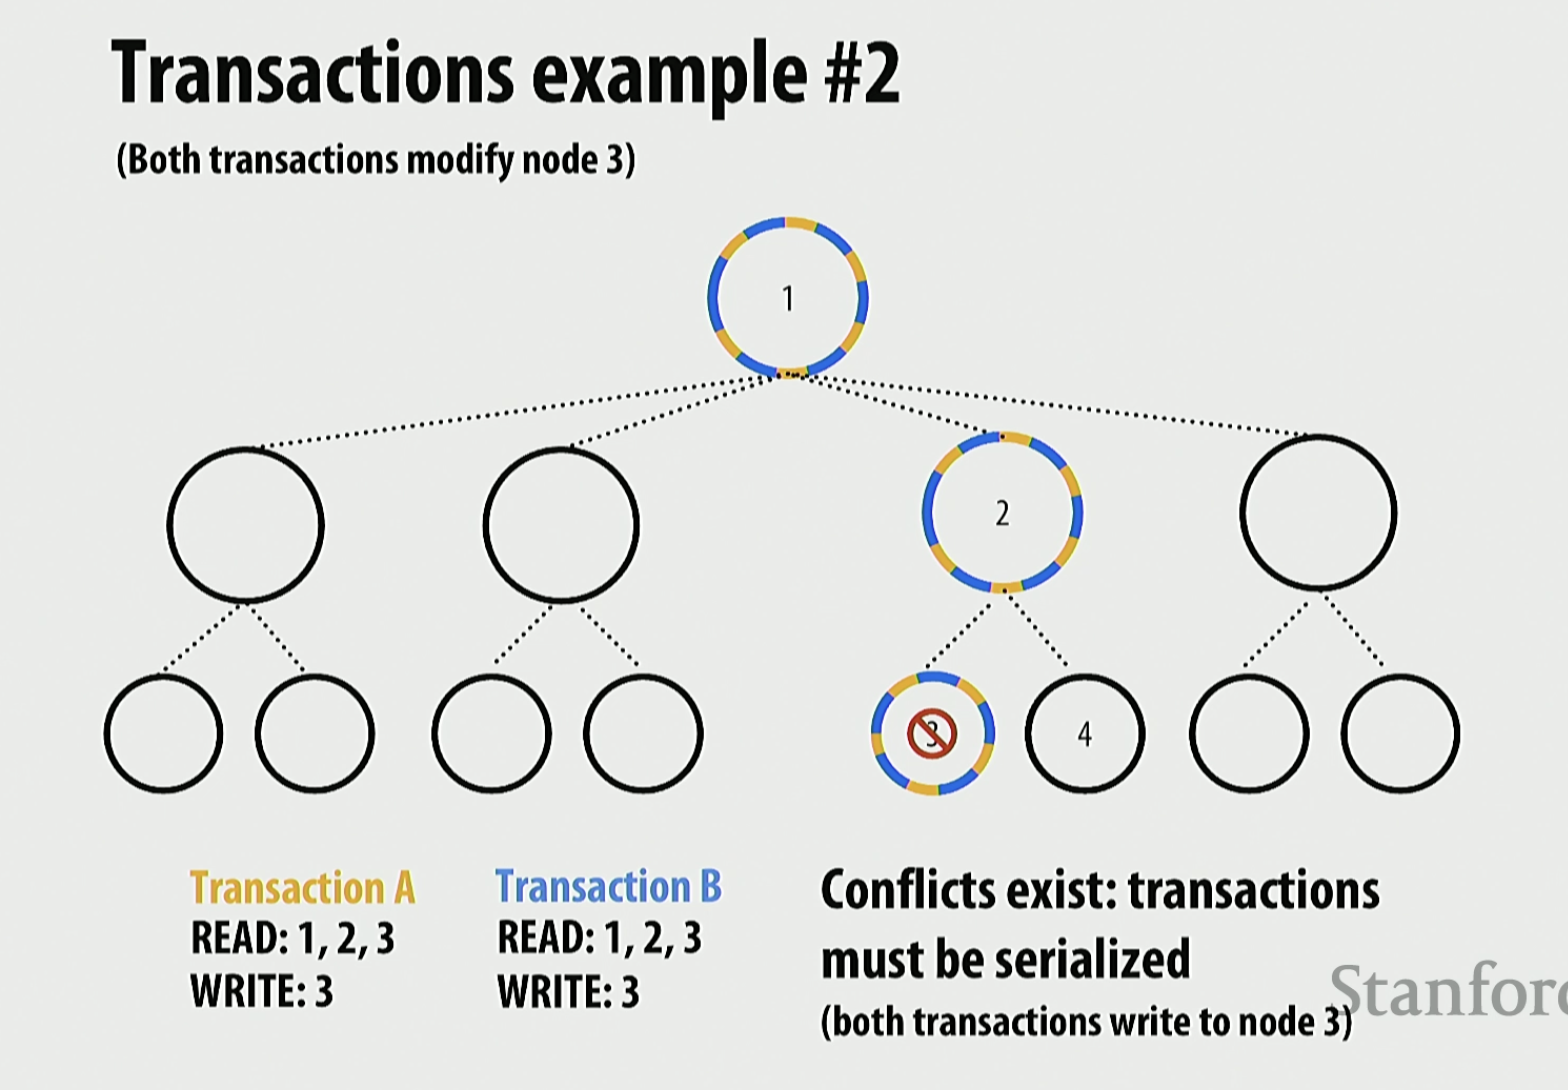 Transactions example #2
(Both transactions modify node 3)
1
2
3
4
Transaction A
READ: 1, 2, 3
WRITE: 3
Transaction B
READ: 1, 2, 3
WRITE: 3
Conflicts exist: transactions
must be serialized
(both transactions write to node 3)
Stanford